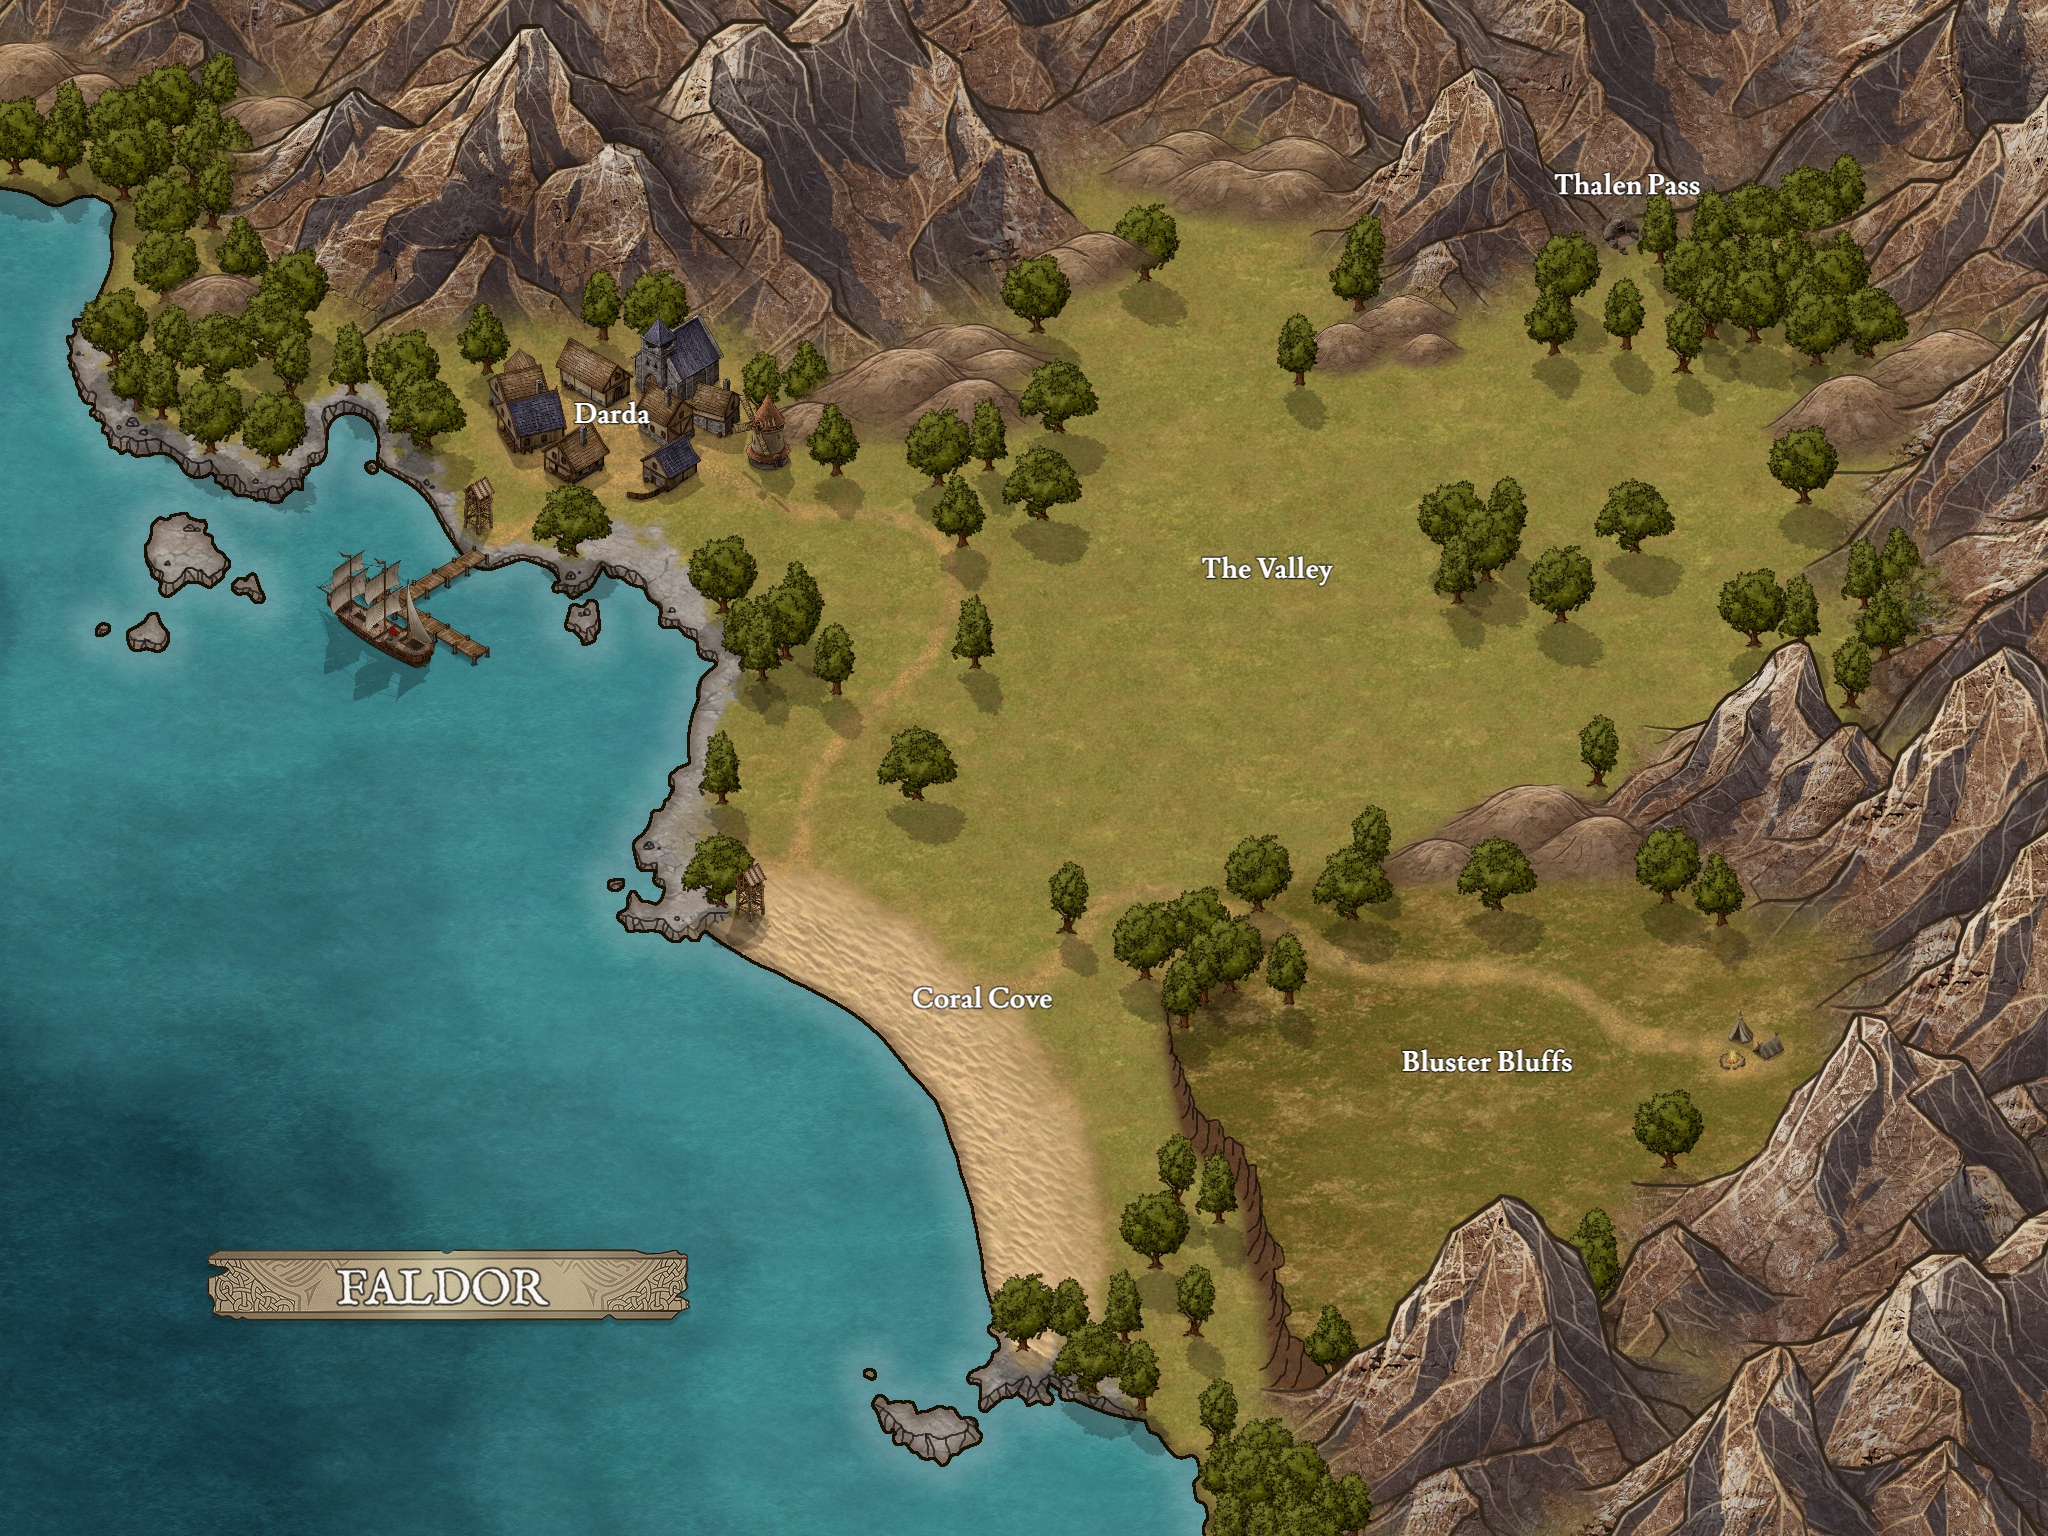 Thalen Pass
Darda
The Valley
Coral Cove
Bluster Bluffs
FALDOR